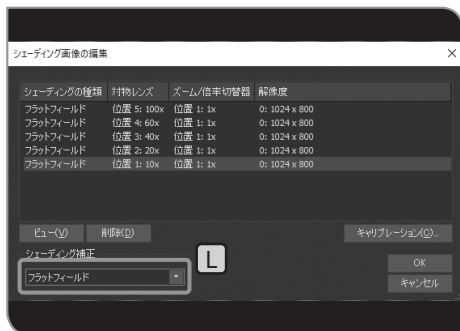 シェーディング画像の編集
シェーディングの種類 対物レンズ ズーム/倍率切替器 解像度
フラットフィールド 位置 5: 100x 位置 1: 1x 0: 1024 x 800
フラットフィールド 位置 4: 60x 位置 1: 1x 0: 1024 x 800
フラットフィールド 位置 3: 40x 位置 1: 1x 0: 1024 x 800
フラットフィールド 位置 2: 20x 位置 1: 1x 0: 1024 x 800
フラットフィールド 位置 1: 10x 位置 1: 1x 0: 1024 x 800
ビュー(V) 削除(D) キャリブレーション(C)...
シェーディング補正
フラットフィールド
L
OK
キャンセル